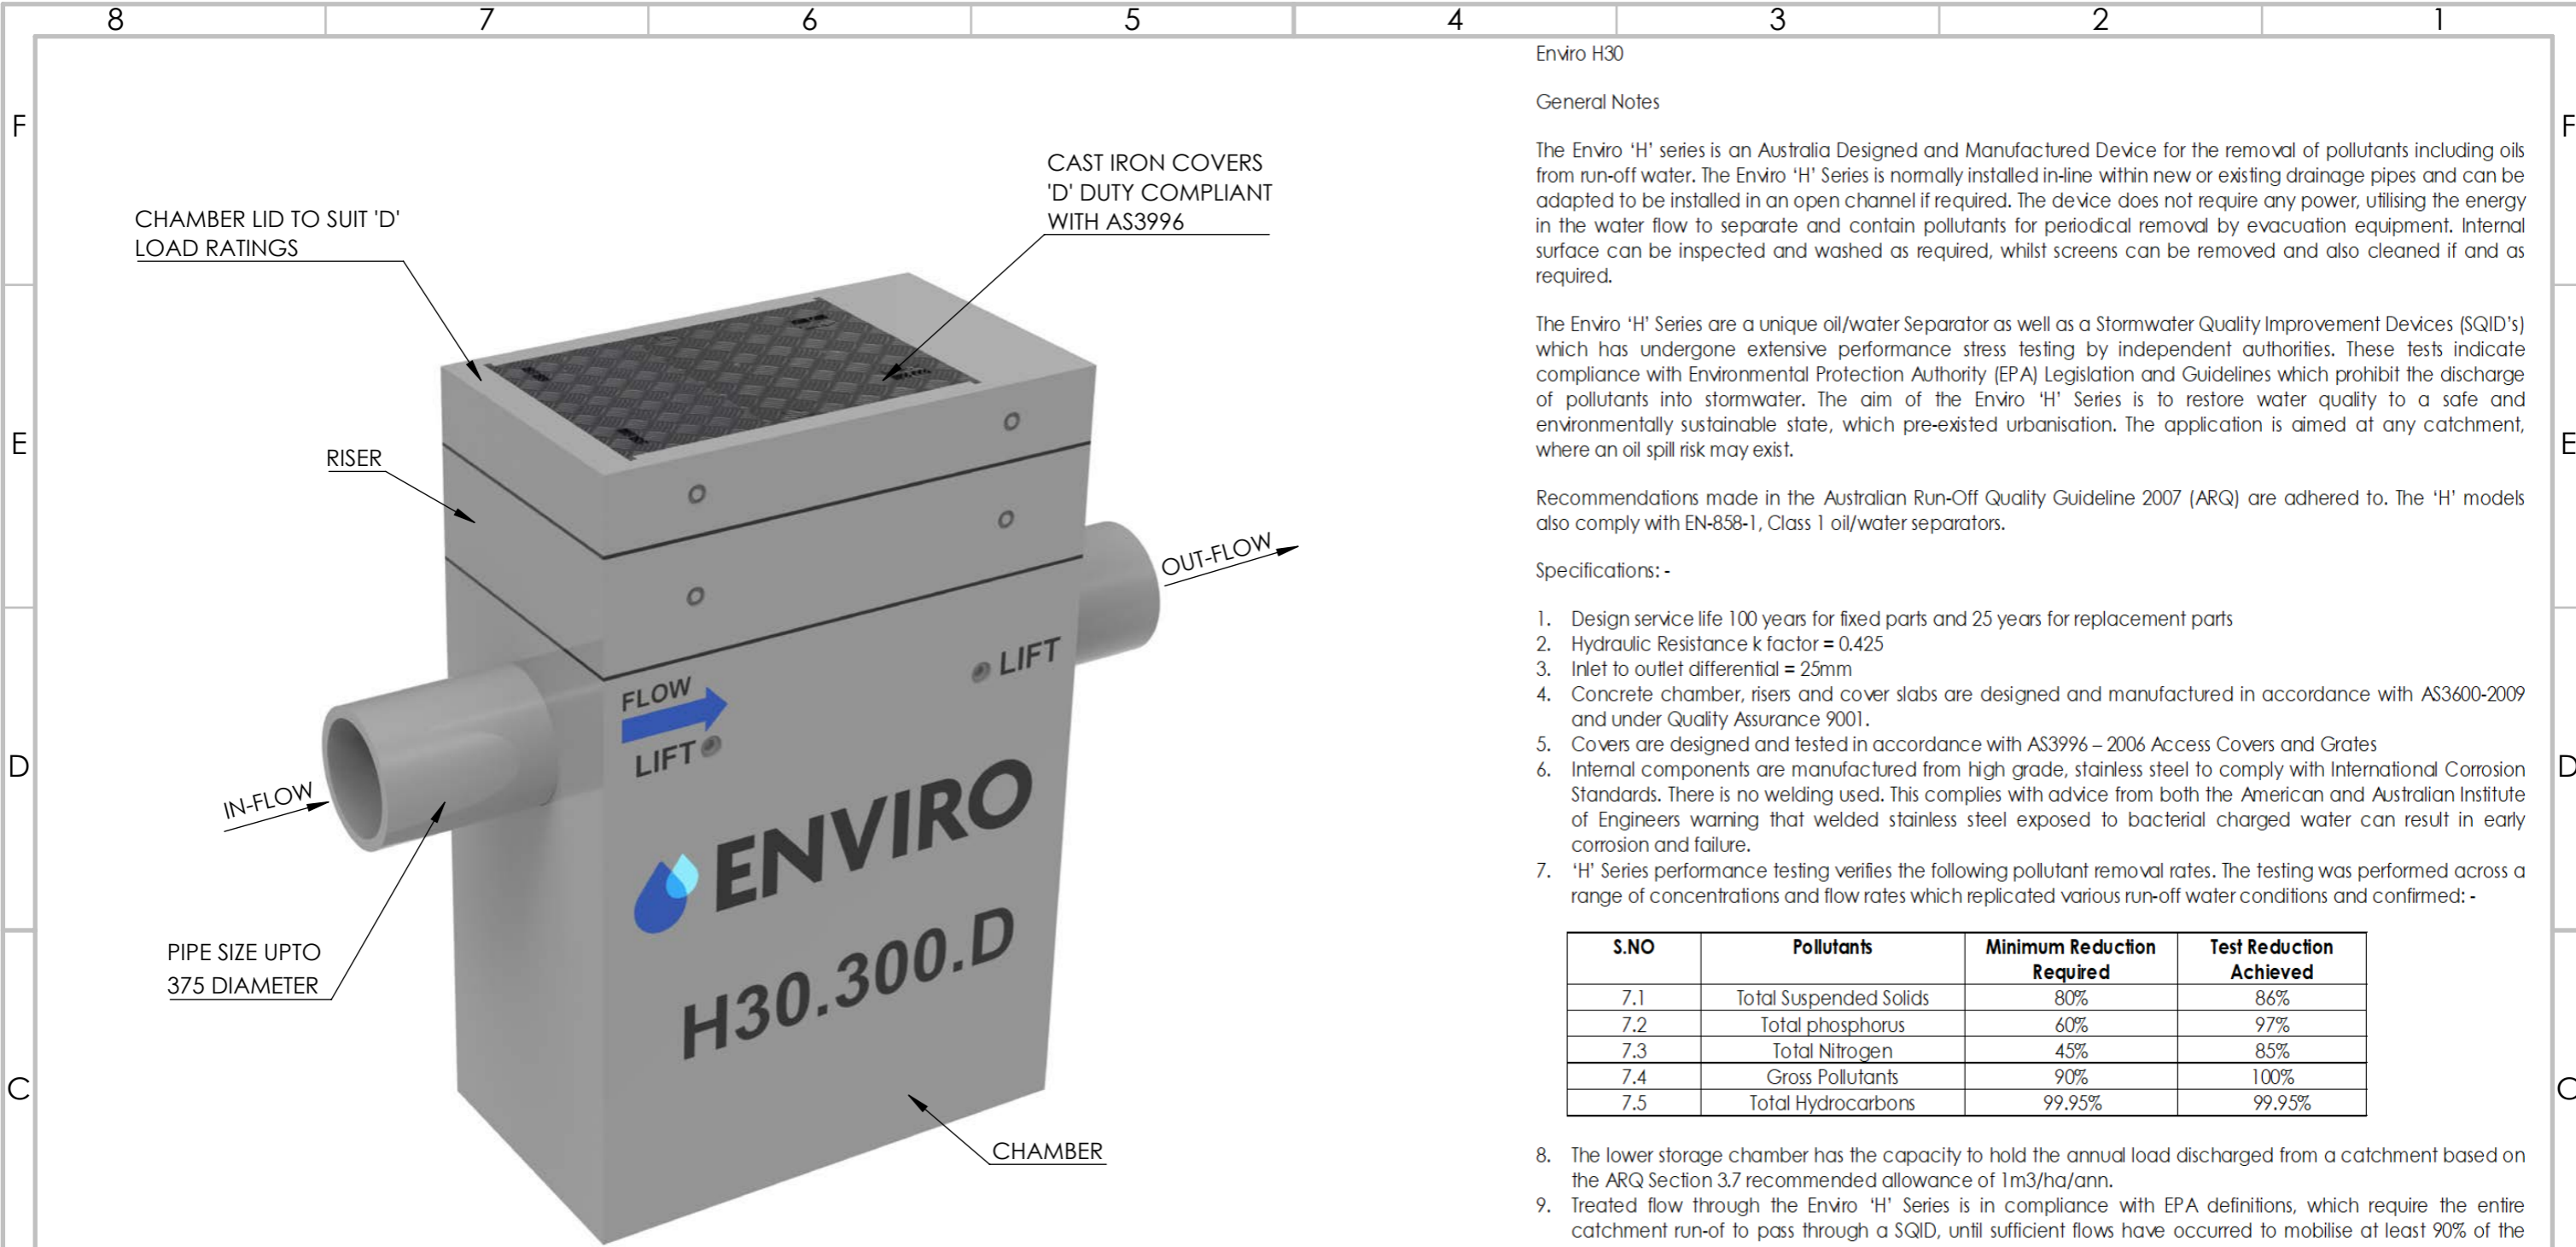 8 7 6 5 4 3 2 1
F
E
D
C
CHAMBER LID TO SUIT 'D'
LOAD RATINGS
CAST IRON COVERS
'D' DUTY COMPLIANT
WITH AS3996
RISER
OUT-FLOW
IN-FLOW
FLOW
LIFT
LIFT
ENVIRO
H30.300.D
PIPE SIZE UPTO
375 DIAMETER
CHAMBER
Enviro H30
General Notes
The Enviro ‘H’ series is an Australia Designed and Manufactured Device for the removal of pollutants including oils
from run-off water. The Enviro ‘H’ Series is normally installed in-line within new or existing drainage pipes and can be
adapted to be installed in an open channel if required. The device does not require any power, utilising the energy
in the water flow to separate and contain pollutants for periodical removal by evacuation equipment. Internal
surface can be inspected and washed as required, whilst screens can be removed and also cleaned if and as
required.
The Enviro ‘H’ Series are a unique oil/water Separator as well as a Stormwater Quality Improvement Devices (SQID’s)
which has undergone extensive performance stress testing by independent authorities. These tests indicate
compliance with Environmental Protection Authority (EPA) Legislation and Guidelines which prohibit the discharge
of pollutants into stormwater. The aim of the Enviro ‘H’ Series is to restore water quality to a safe and
environmentally sustainable state, which pre-existed urbanisation. The application is aimed at any catchment,
where an oil spill risk may exist.
Recommendations made in the Australian Run-Off Quality Guideline 2007 (ARQ) are adhered to. The ‘H’ models
also comply with EN-858-1, Class 1 oil/water separators.
Specifications: -
1. Design service life 100 years for fixed parts and 25 years for replacement parts
2. Hydraulic Resistance k factor = 0.425
3. Inlet to outlet differential = 25mm
4. Concrete chamber, risers and cover slabs are designed and manufactured in accordance with AS3600-2009
and under Quality Assurance 9001.
5. Covers are designed and tested in accordance with AS3996 – 2006 Access Covers and Grates
6. Internal components are manufactured from high grade, stainless steel to comply with International Corrosion
Standards. There is no welding used. This complies with advice from both the American and Australian Institute
of Engineers warning that welded stainless steel exposed to bacterial charged water can result in early
corrosion and failure.
7. ‘H’ Series performance testing verifies the following pollutant removal rates. The testing was performed across a
range of concentrations and flow rates which replicated various run-off water conditions and confirmed: -
S.NO Pollutants Minimum Reduction Required Test Reduction Achieved
7.1 Total Suspended Solids 80% 86%
7.2 Total phosphorus 60% 97%
7.3 Total Nitrogen 45% 85%
7.4 Gross Pollutants 90% 100%
7.5 Total Hydrocarbons 99.95% 99.95%
8. The lower storage chamber has the capacity to hold the annual load discharged from a catchment based on
the ARQ Section 3.7 recommended allowance of 1m3/ha/ann.
9. Treated flow through the Enviro ‘H’ Series is in compliance with EPA definitions, which require the entire
catchment run-of to pass through a SQID, until sufficient flows have occurred to mobilise at least 90% of the
F
E
D
C